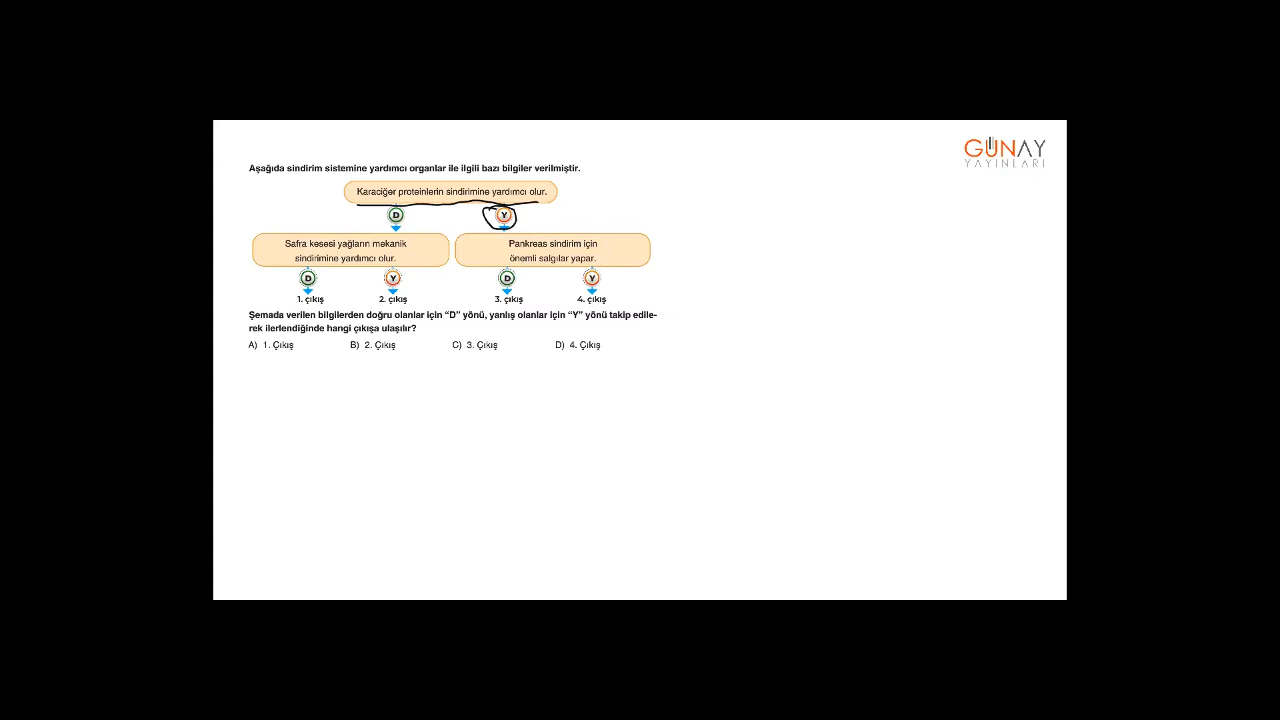 GÜNAY
YAYINLARI
Aşağıda sindirim sistemine yardımcı organlar ile ilgili bazı bilgiler verilmiştir.
Karaciğer proteinlerin sindirimine yardımcı olur.
D Y
Safra kesesi yağların mekanik
sindirimine yardımcı olur.
Pankreas sindirim için
önemli salgılar yapar.
D Y D Y
1. çıkış 2. çıkış 3. çıkış 4. çıkış
Şemada verilen bilgilerden doğru olanlar için “D” yönü, yanlış olanlar için “Y” yönü takip edile-
rek ilerlendiğinde hangi çıkışa ulaşılır?
A) 1. Çıkış B) 2. Çıkış C) 3. Çıkış D) 4. Çıkış